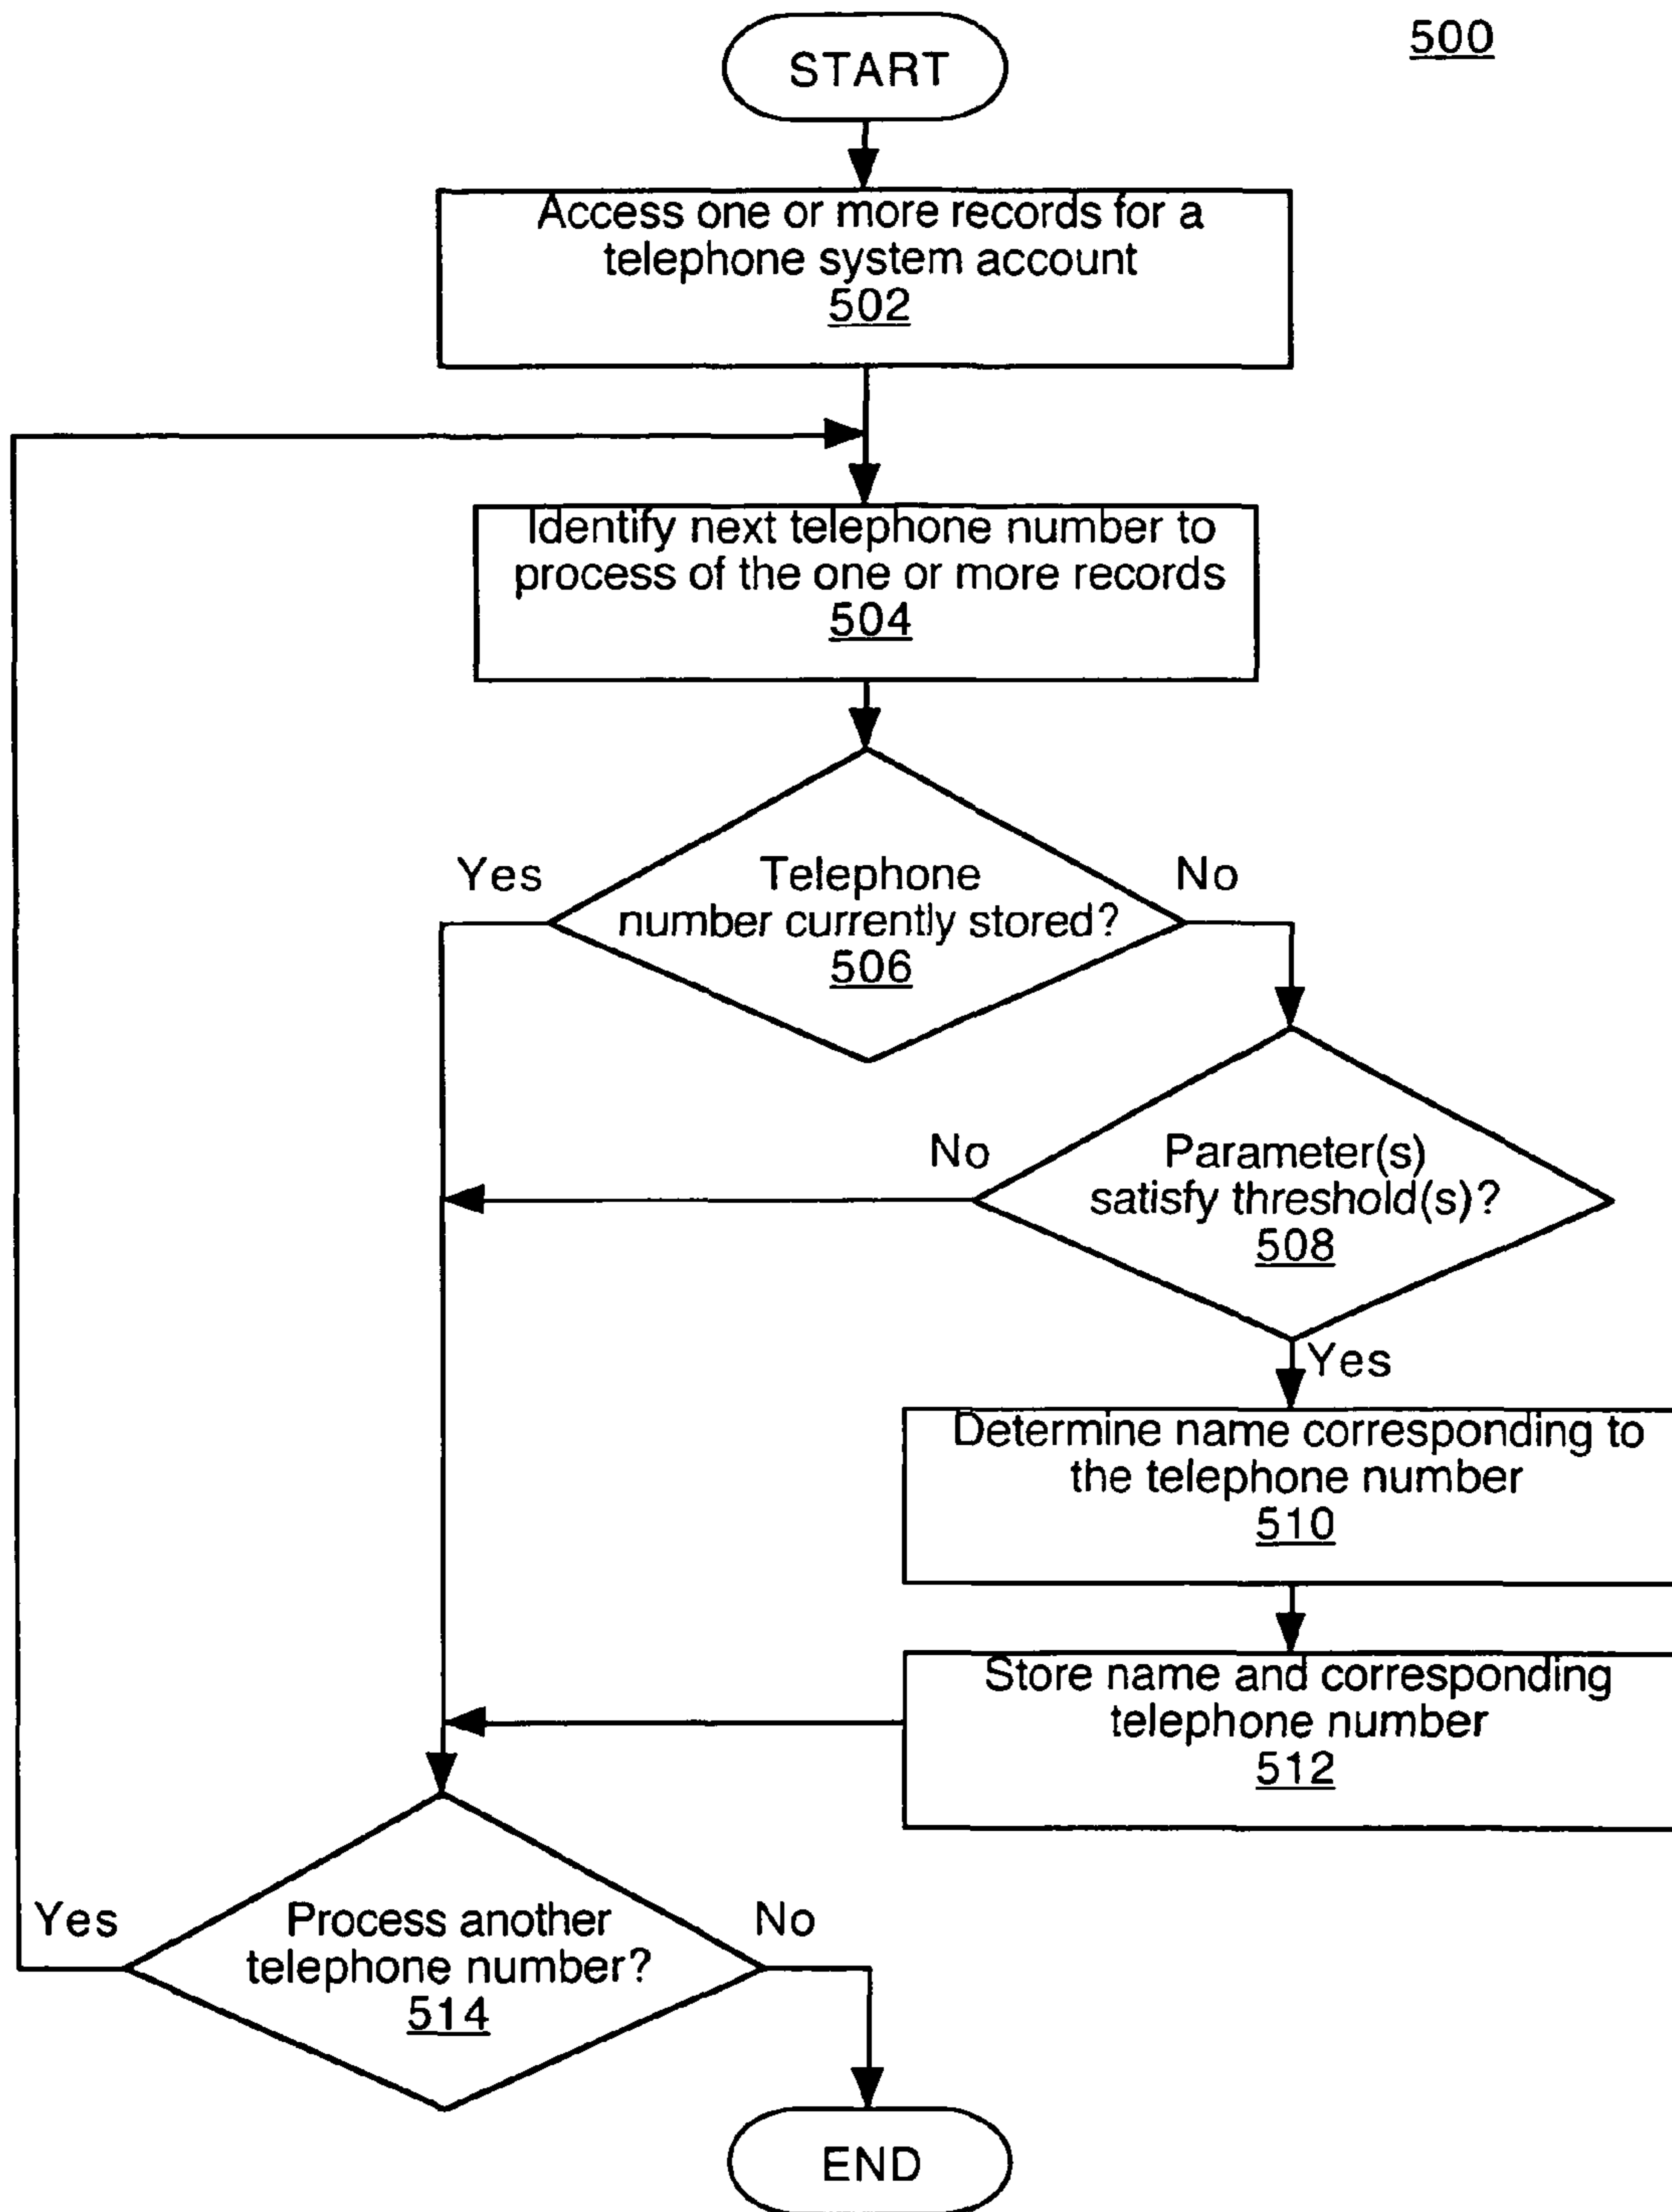 500
START
Access one or more records for a
telephone system account
502
Identify next telephone number to
process of the one or more records
504
Yes
No
Telephone
number currently stored?
506
No
Parameter(s)
satisfy threshold(s)?
508
Yes
Determine name corresponding to
the telephone number
510
Store name and corresponding
telephone number
512
Yes
No
Process another
telephone number?
514
END